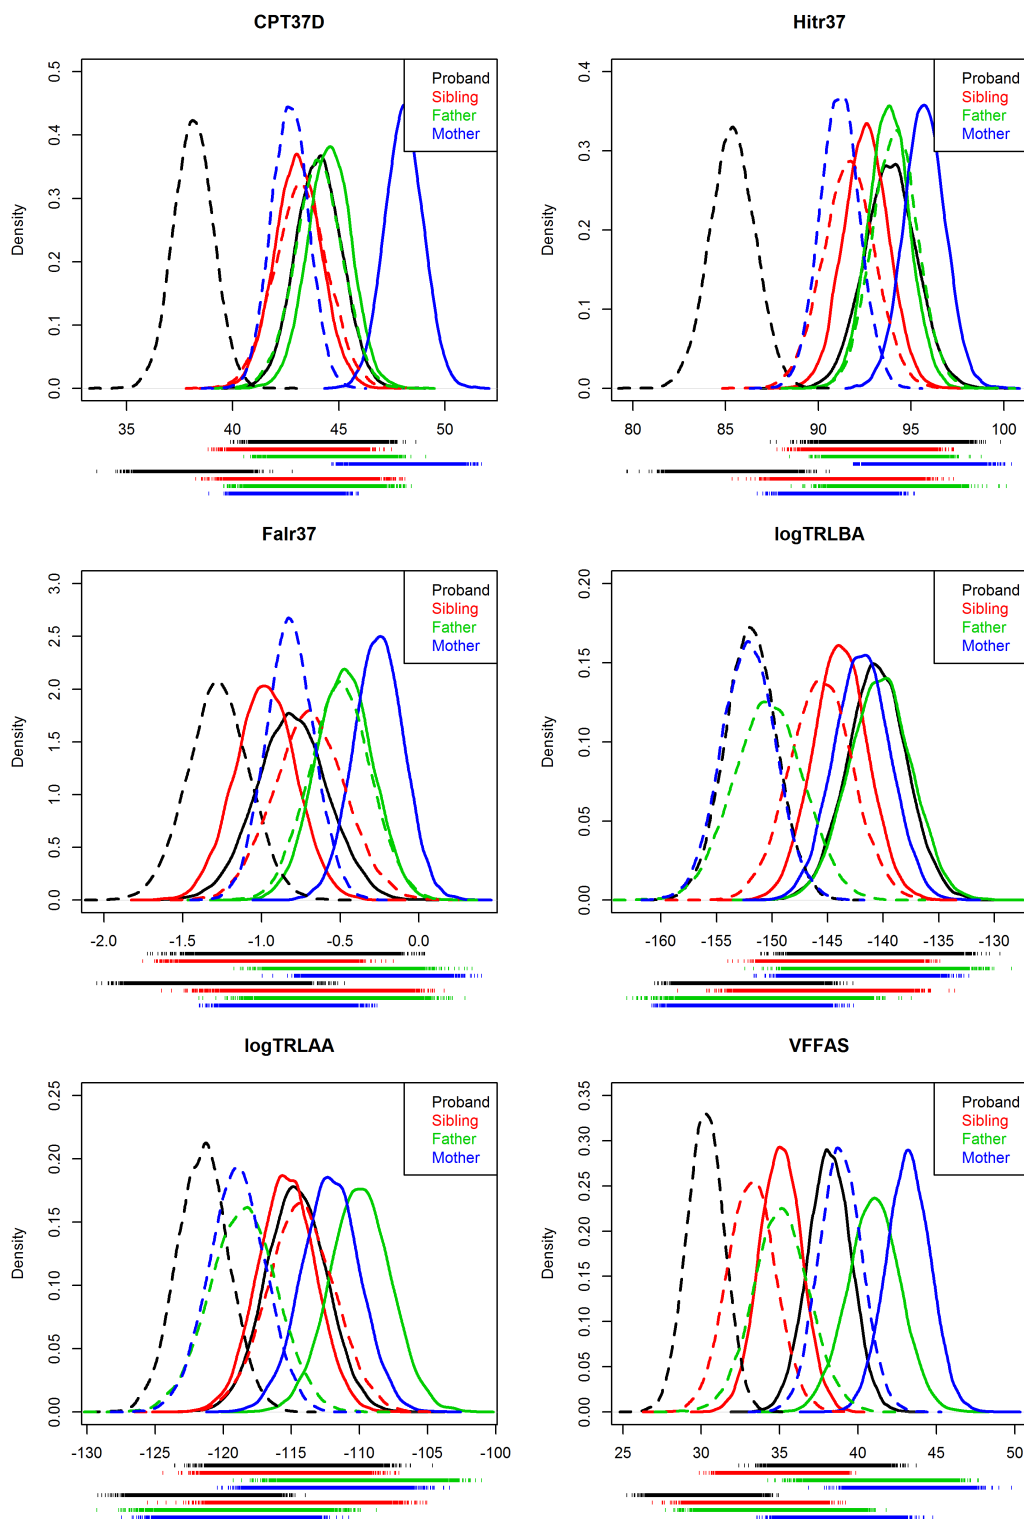 CPT37D
Density
0.0 0.1 0.2 0.3 0.4 0.5
35 40 45 50
Proband
Sibling
Father
Mother
Hitr37
Density
0.0 0.1 0.2 0.3 0.4
80 85 90 95 100
Proband
Sibling
Father
Mother
Falr37
Density
0.0 0.5 1.0 1.5 2.0 2.5 3.0
-2.0 -1.5 -1.0 -0.5 0.0
Proband
Sibling
Father
Mother
logTRLBA
Density
0.00 0.05 0.10 0.15 0.20
-160 -155 -150 -145 -140 -135 -130
Proband
Sibling
Father
Mother
logTRLAA
Density
0.00 0.05 0.10 0.15 0.20 0.25
-130 -125 -120 -115 -110 -105 -100
Proband
Sibling
Father
Mother
VFFAS
Density
0.00 0.05 0.10 0.15 0.20 0.25 0.30 0.35
25 30 35 40 45 50
Proband
Sibling
Father
Mother